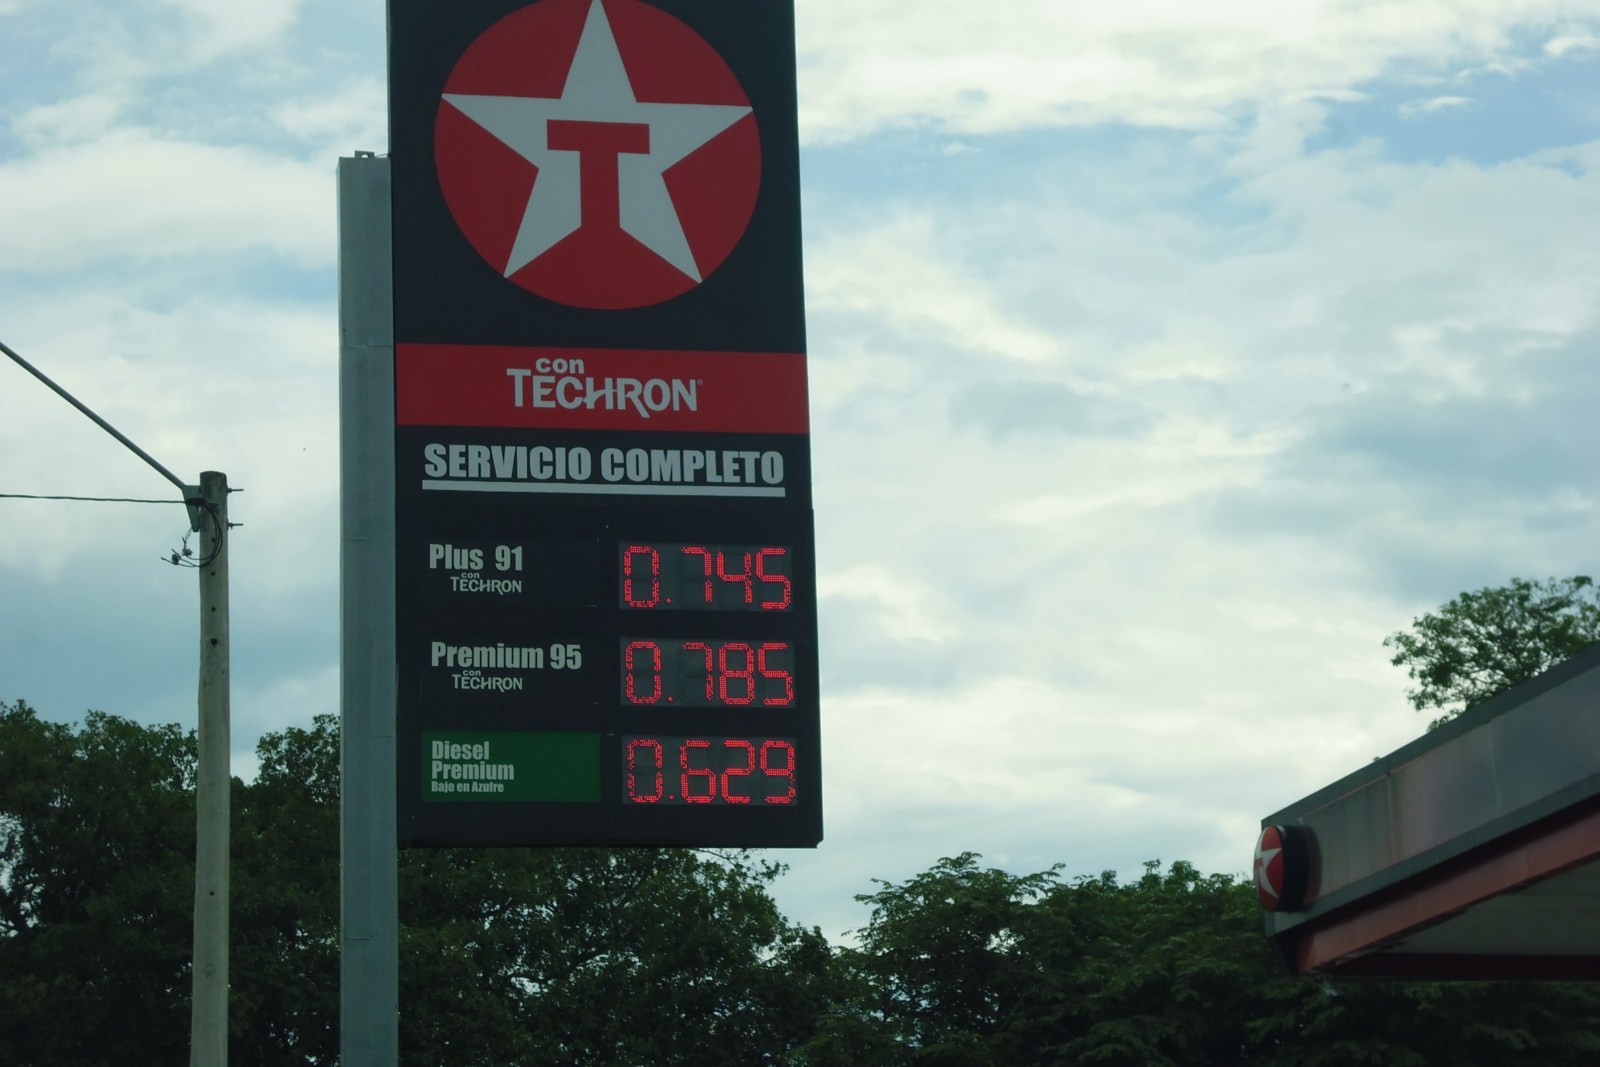 T
con
TECHRON®
SERVICIO COMPLETO
Plus 91 0.745
con
TECHRON
Premium 95 0.785
con
TECHRON
Diesel
Premium 0.629
Bajo en Azufre